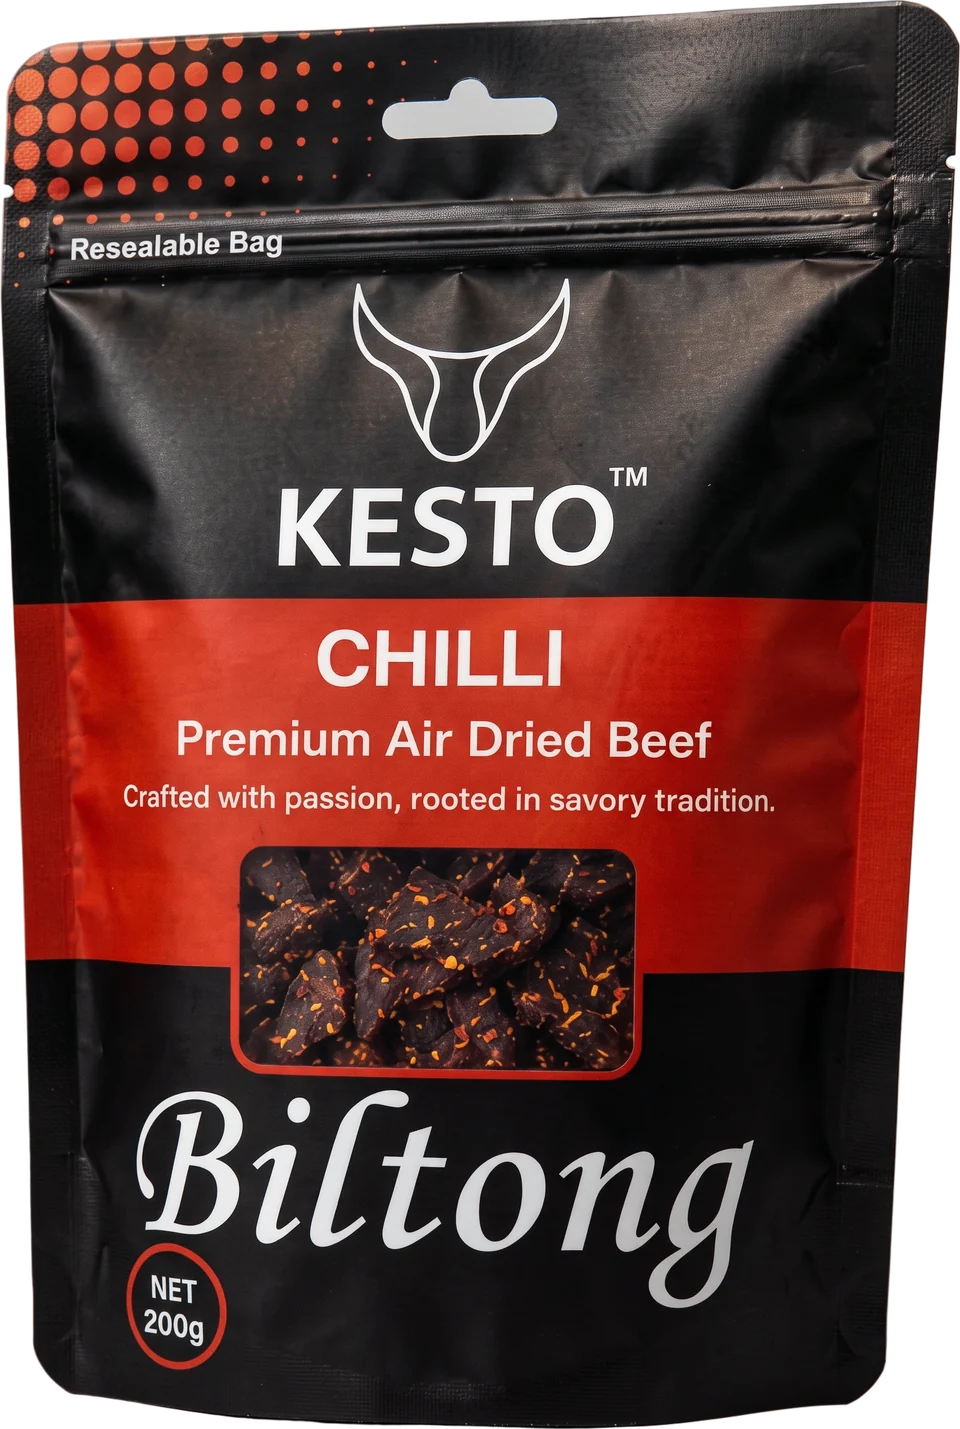 Resealable Bag
KESTO™
CHILLI
Premium Air Dried Beef
Crafted with passion, rooted in savory tradition.
Biltong
NET
200g